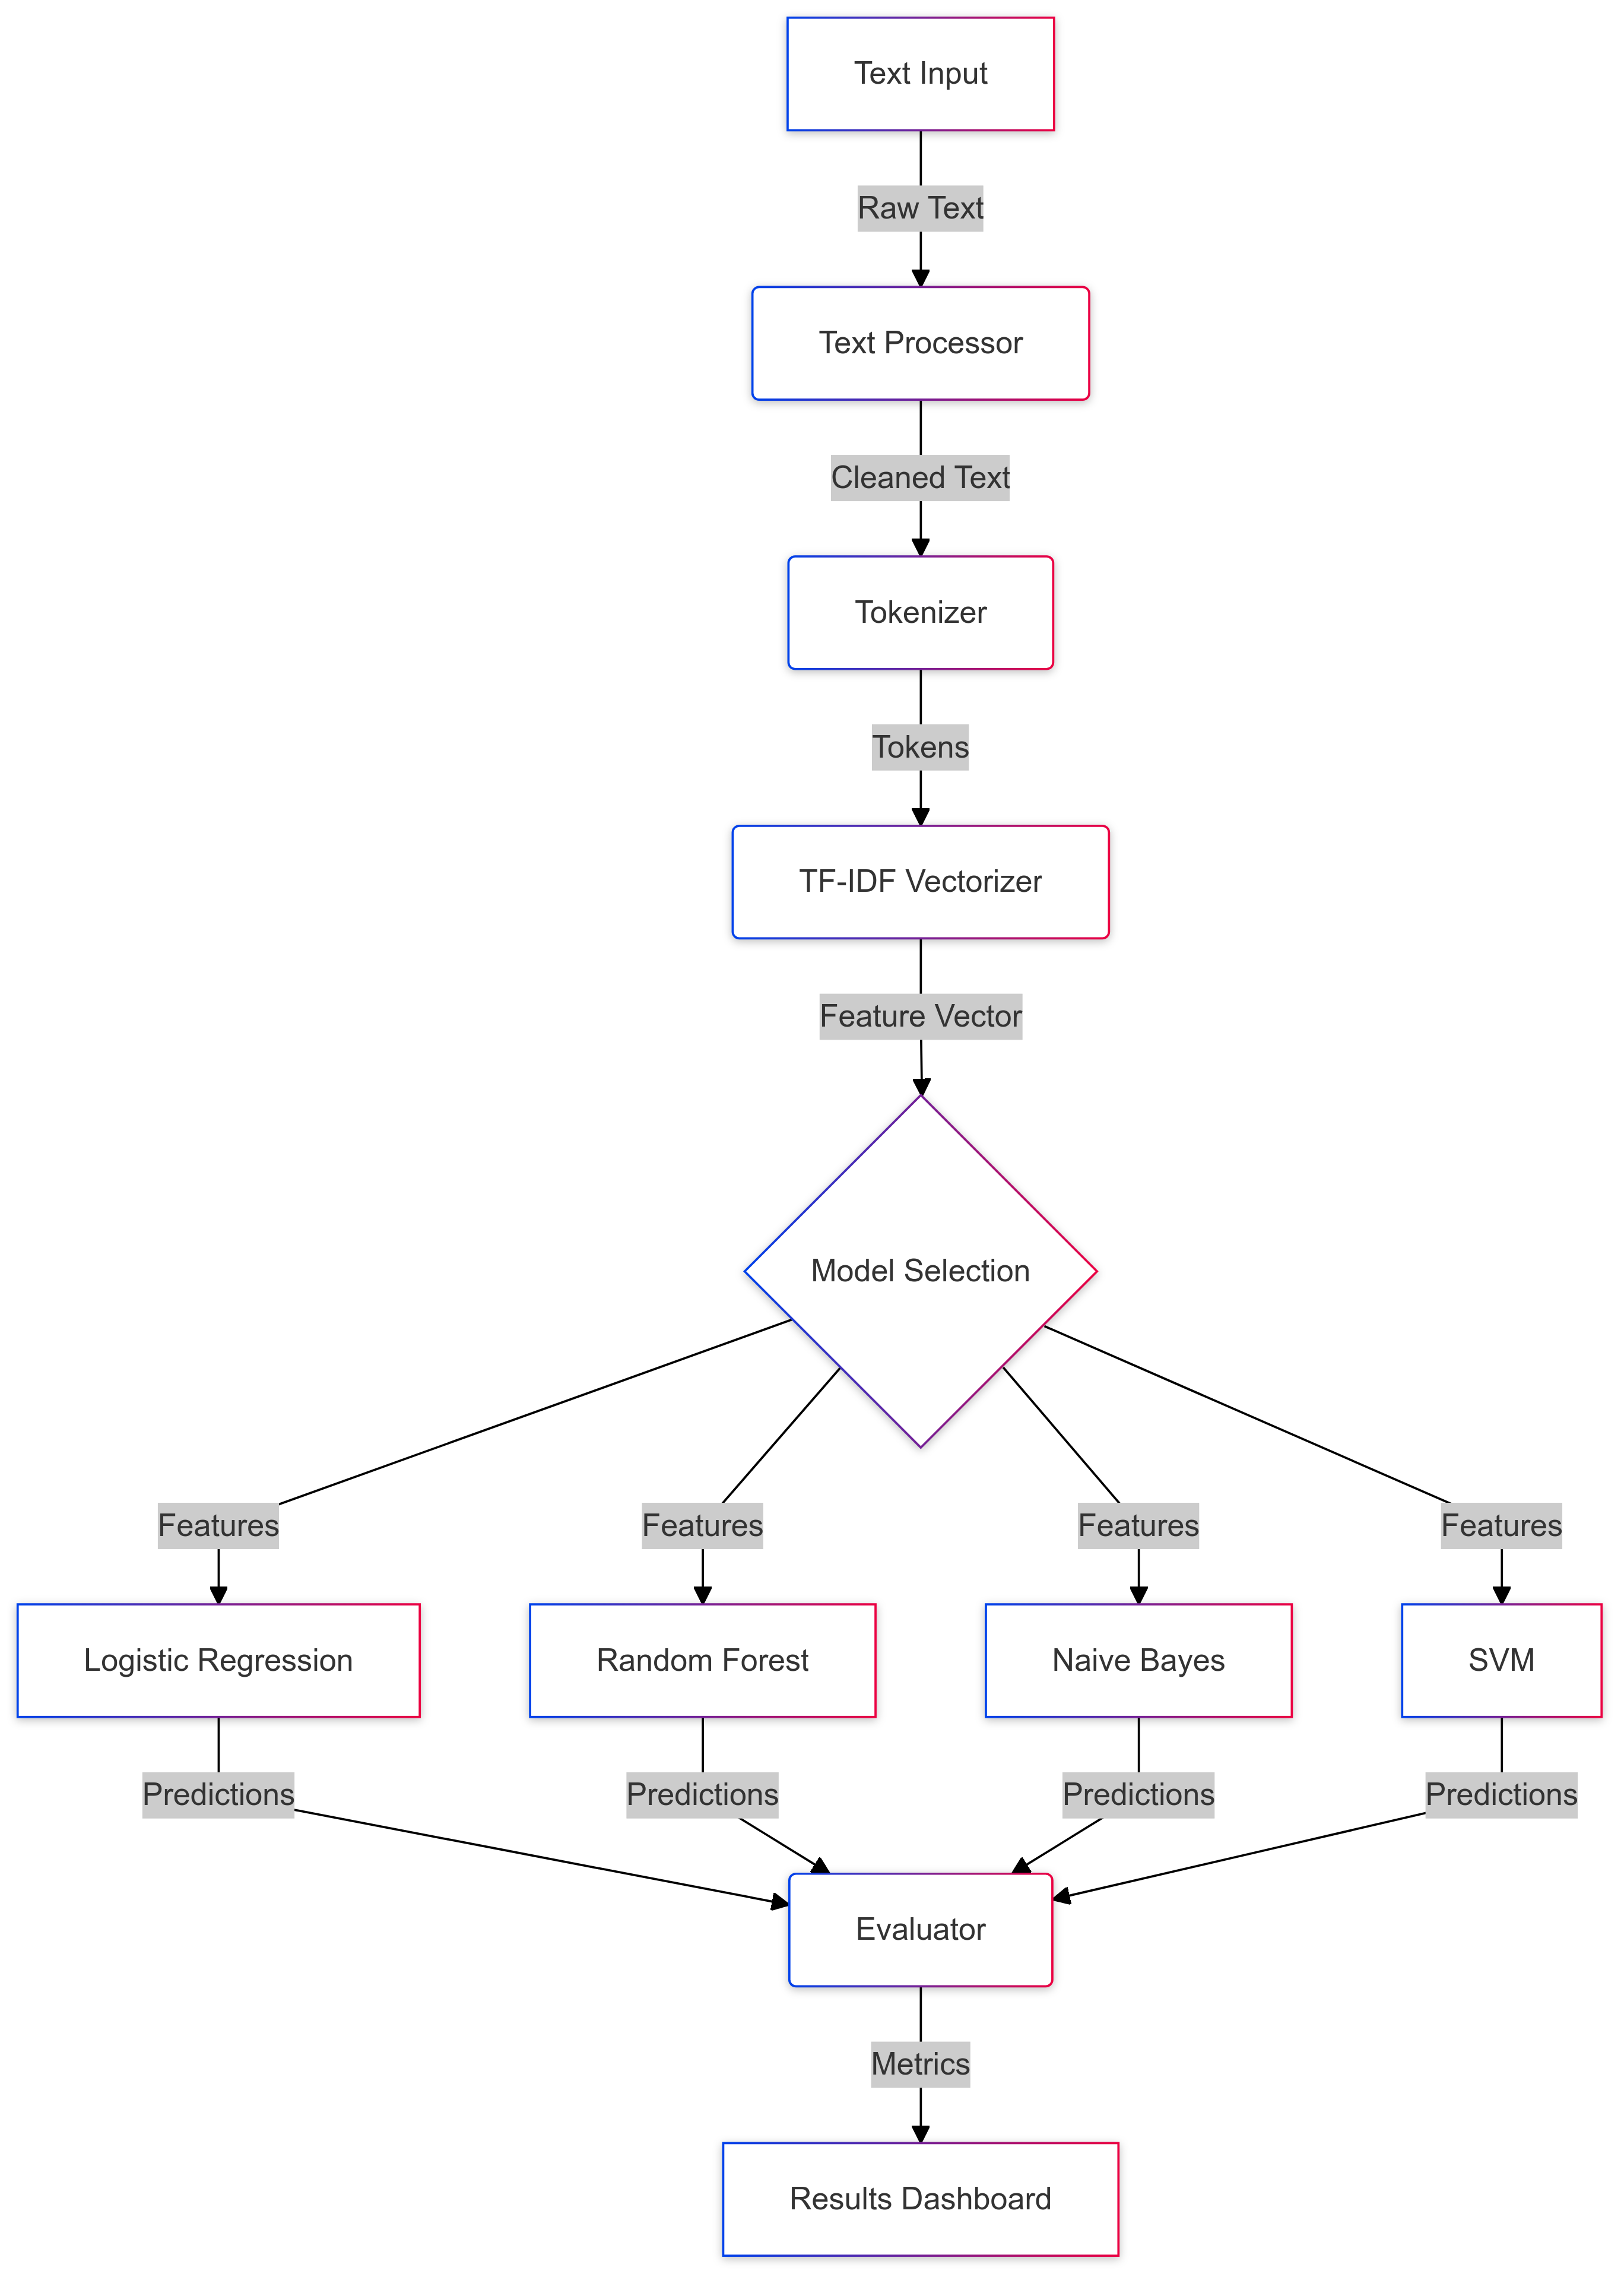 Text Input
Raw Text
Text Processor
Cleaned Text
Tokenizer
Tokens
TF-IDF Vectorizer
Feature Vector
Model Selection
Features
Features
Features
Features
Logistic Regression
Random Forest
Naive Bayes
SVM
Predictions
Predictions
Predictions
Predictions
Evaluator
Metrics
Results Dashboard